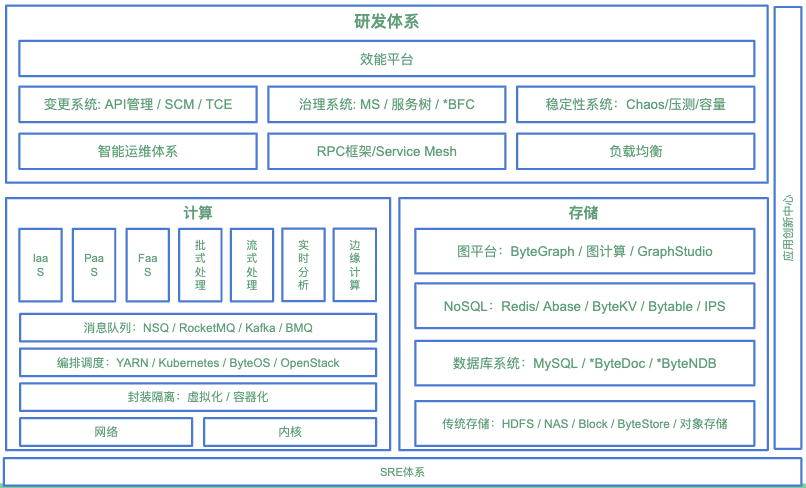 研发体系
效能平台
变更系统: API管理 / SCM / TCE
治理系统: MS / 服务树 / *BFC
稳定性系统：Chaos/压测/容量
智能运维体系
RPC框架/Service Mesh
负载均衡
计算
IaaS
PaaS
FaaS
批式处理
流式处理
实时分析
边缘计算
消息队列：NSQ / RocketMQ / Kafka / BMQ
编排调度：YARN / Kubernetes / ByteOS / OpenStack
封装隔离：虚拟化 / 容器化
网络
内核
存储
图平台：ByteGraph / 图计算 / GraphStudio
NoSQL：Redis/ Abase / ByteKV / Bytable / IPS
数据库系统：MySQL / *ByteDoc / *ByteNDB
传统存储：HDFS / NAS / Block / ByteStore / 对象存储
应用创新中心
SRE体系